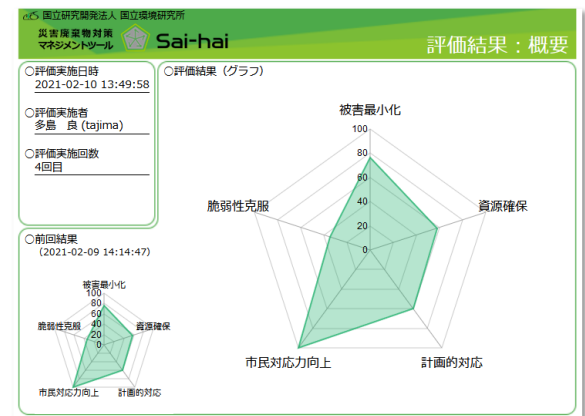 国立研究開発法人 国立環境研究所
災害廃棄物対策
マネジメントツール
Sai-hai
評価結果：概要
○評価実施日時
2021-02-10 13:49:58
○評価実施者
多島 良 (tajima)
○評価実施回数
4回目
○評価結果（グラフ）
被害最小化
100
80
60
40
20
0
脆弱性克服
資源確保
市民対応力向上
計画的対応
○前回結果
（2021-02-09 14:14:47）
被害最小化
100
80
60
40
20
0
脆弱性克服
資源確保
市民対応力向上
計画的対応